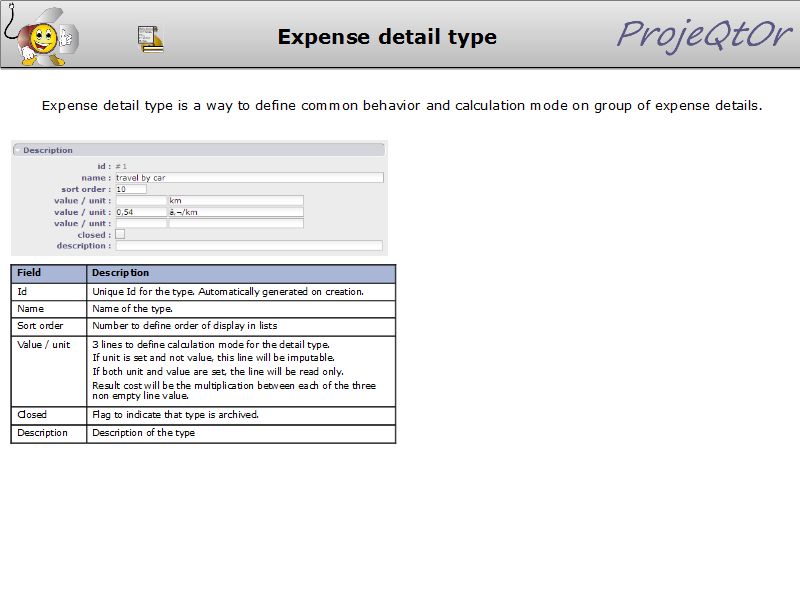 Expense detail type
ProjeQtOr
Expense detail type is a way to define common behavior and calculation mode on group of expense details.
Description
id : #1
name : travel by car
sort order : 10
value / unit : km
value / unit : 0,54 â‚¬/km
value / unit :
closed :
description :
Field Description
Id Unique Id for the type. Automatically generated on creation.
Name Name of the type.
Sort order Number to define order of display in lists
Value / unit 3 lines to define calculation mode for the detail type.
If unit is set and not value, this line will be imputable.
If both unit and value are set, the line will be read only.
Result cost will be the multiplication between each of the three
non empty line value.
Closed Flag to indicate that type is archived.
Description Description of the type